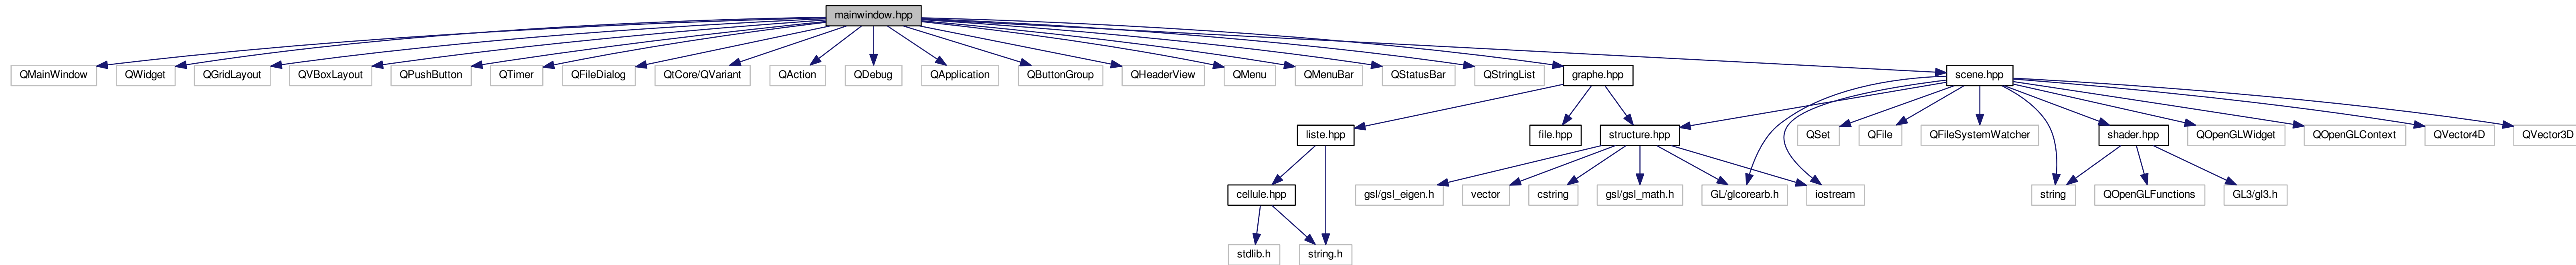 mainwindow.hpp
QMainWindow QWidget QGridLayout QVBoxLayout QPushButton QTimer QFileDialog QtCore/QVariant QAction QDebug QApplication QButtonGroup QHeaderView QMenu QMenuBar QStatusBar QStringList graphe.hpp scene.hpp
liste.hpp file.hpp structure.hpp QSet QFile QFileSystemWatcher shader.hpp QOpenGLWidget QOpenGLContext QVector4D QVector3D
cellule.hpp gsl/gsl_eigen.h vector cstring gsl/gsl_math.h GL/glcorearb.h iostream string QOpenGLFunctions GL3/gl3.h
stdlib.h string.h